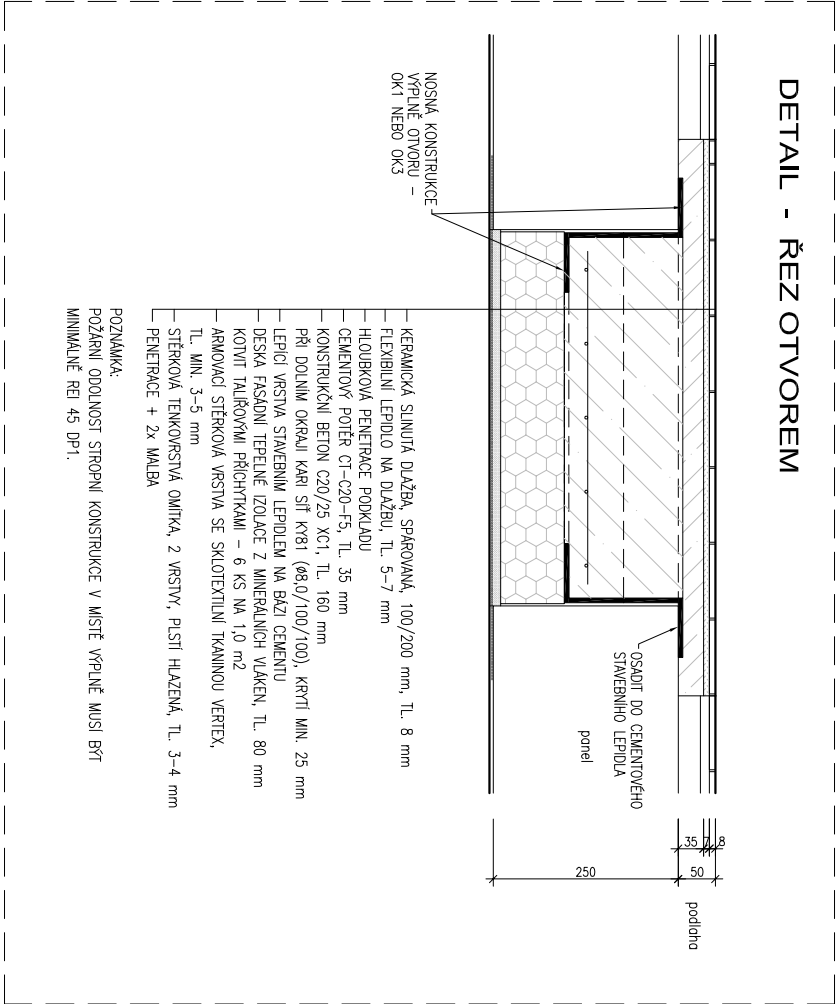 DETAIL - ŘEZ OTVOREM
NOSNÁ KONSTRUKCE
VÝPLNĚ OTVORU –
OK1 NEBO OK3
OSADIT DO CEMENTOVÉHO
STAVEBNÍHO LEPIDLA
panel
35
7
8
250
50
podlaha
KERAMICKÁ SLINUTÁ DLAŽBA, SPÁROVANÁ, 100/200 mm, TL. 8 mm
FLEXIBILNÍ LEPIDLO NA DLAŽBU, TL. 5–7 mm
HLOUBKOVÁ PENETRACE PODKLADU
CEMENTOVÝ POTĚR CT–C20–F5, TL. 35 mm
KONSTRUKČNÍ BETON C20/25 XC1, TL. 160 mm
PŘI DOLNÍM OKRAJI KARI SÍŤ KY81 (ø8,0/100/100), KRYTÍ MIN. 25 mm
LEPICÍ VRSTVA STAVEBNÍM LEPIDLEM NA BÁZI CEMENTU
DESKA FASÁDNÍ TEPELNÉ IZOLACE Z MINERÁLNÍCH VLÁKEN, TL. 80 mm
KOTVIT TALÍŘOVÝMI PŘÍCHYTKAMI – 6 KS NA 1,0 m2
ARMOVACÍ STĚRKOVÁ VRSTVA SE SKLOTEXTILNÍ TKANINOU VERTEX,
TL. MIN. 3–5 mm
STĚRKOVÁ TENKOVRSTVÁ OMÍTKA, 2 VRSTVY, PLSTÍ HLAZENÁ, TL. 3–4 mm
PENETRACE + 2x MALBA
POZNÁMKA:
POŽÁRNÍ ODOLNOST STROPNÍ KONSTRUKCE V MÍSTĚ VÝPLNĚ MUSÍ BÝT
MINIMÁLNĚ REI 45 DP1.